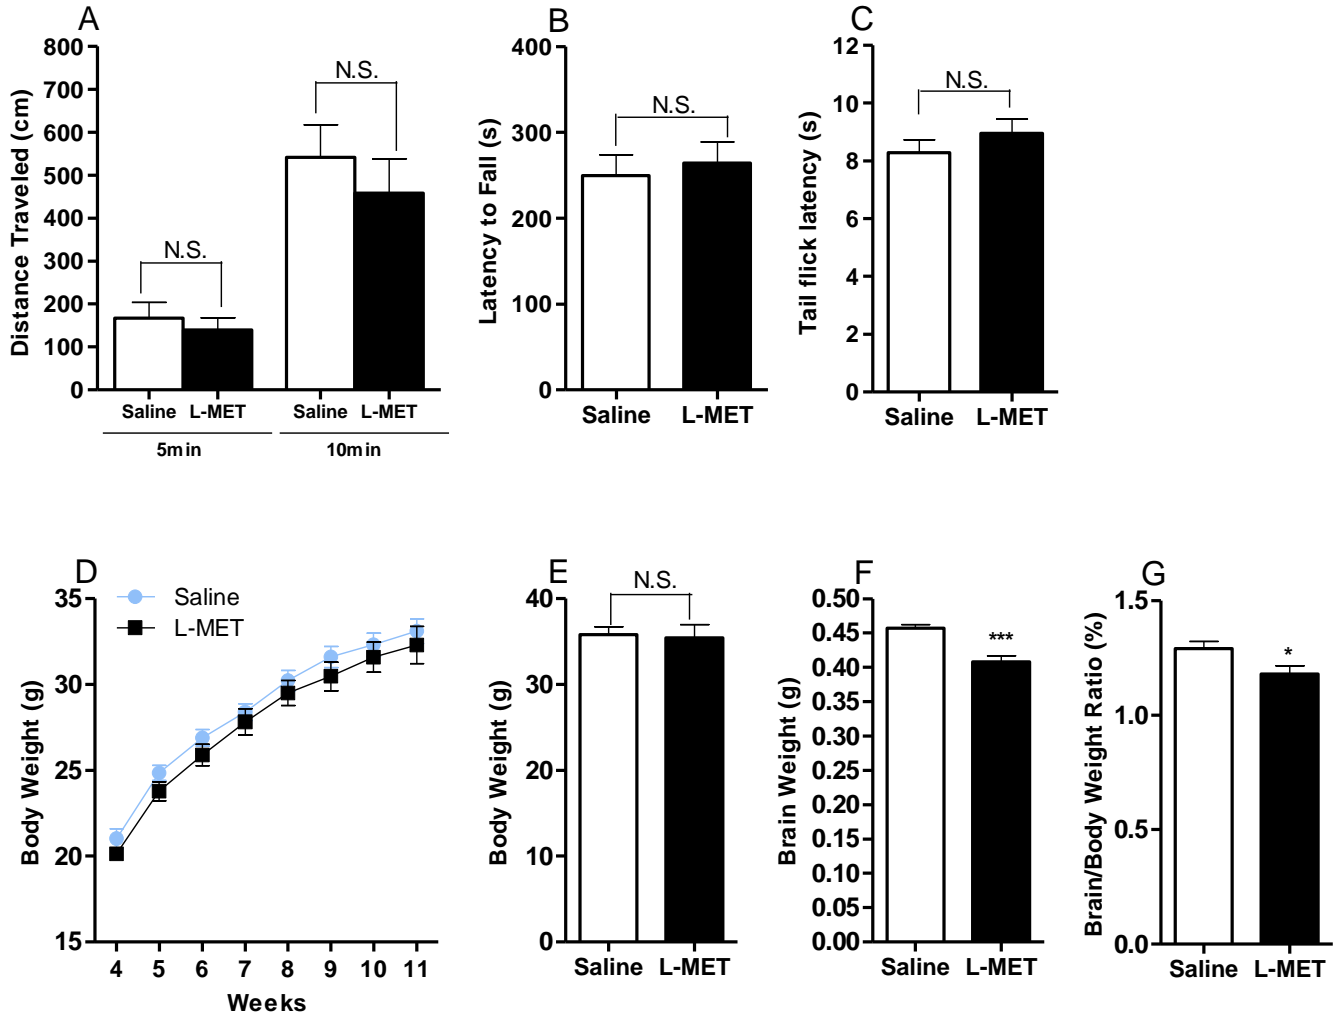 A
Distance Traveled (cm)
800
700
600
500
400
300
200
100
0
N.S.
N.S.
Saline L-MET Saline L-MET
5min 10min
B
Latency to Fall (s)
400
300
200
100
0
N.S.
Saline L-MET
C
Tail flick latency (s)
12
10
8
6
4
2
0
N.S.
Saline L-MET
D
Body Weight (g)
35
30
25
20
15
Saline
L-MET
4 5 6 7 8 9 10 11
Weeks
E
Body Weight (g)
40
30
20
10
0
N.S.
Saline L-MET
F
Brain Weight (g)
0.50
0.45
0.40
0.35
0.30
0.25
0.20
0.15
0.10
0.05
0.00
***
Saline L-MET
G
Brain/Body Weight Ratio (%)
1.5
1.0
0.5
0.0
*
Saline L-MET